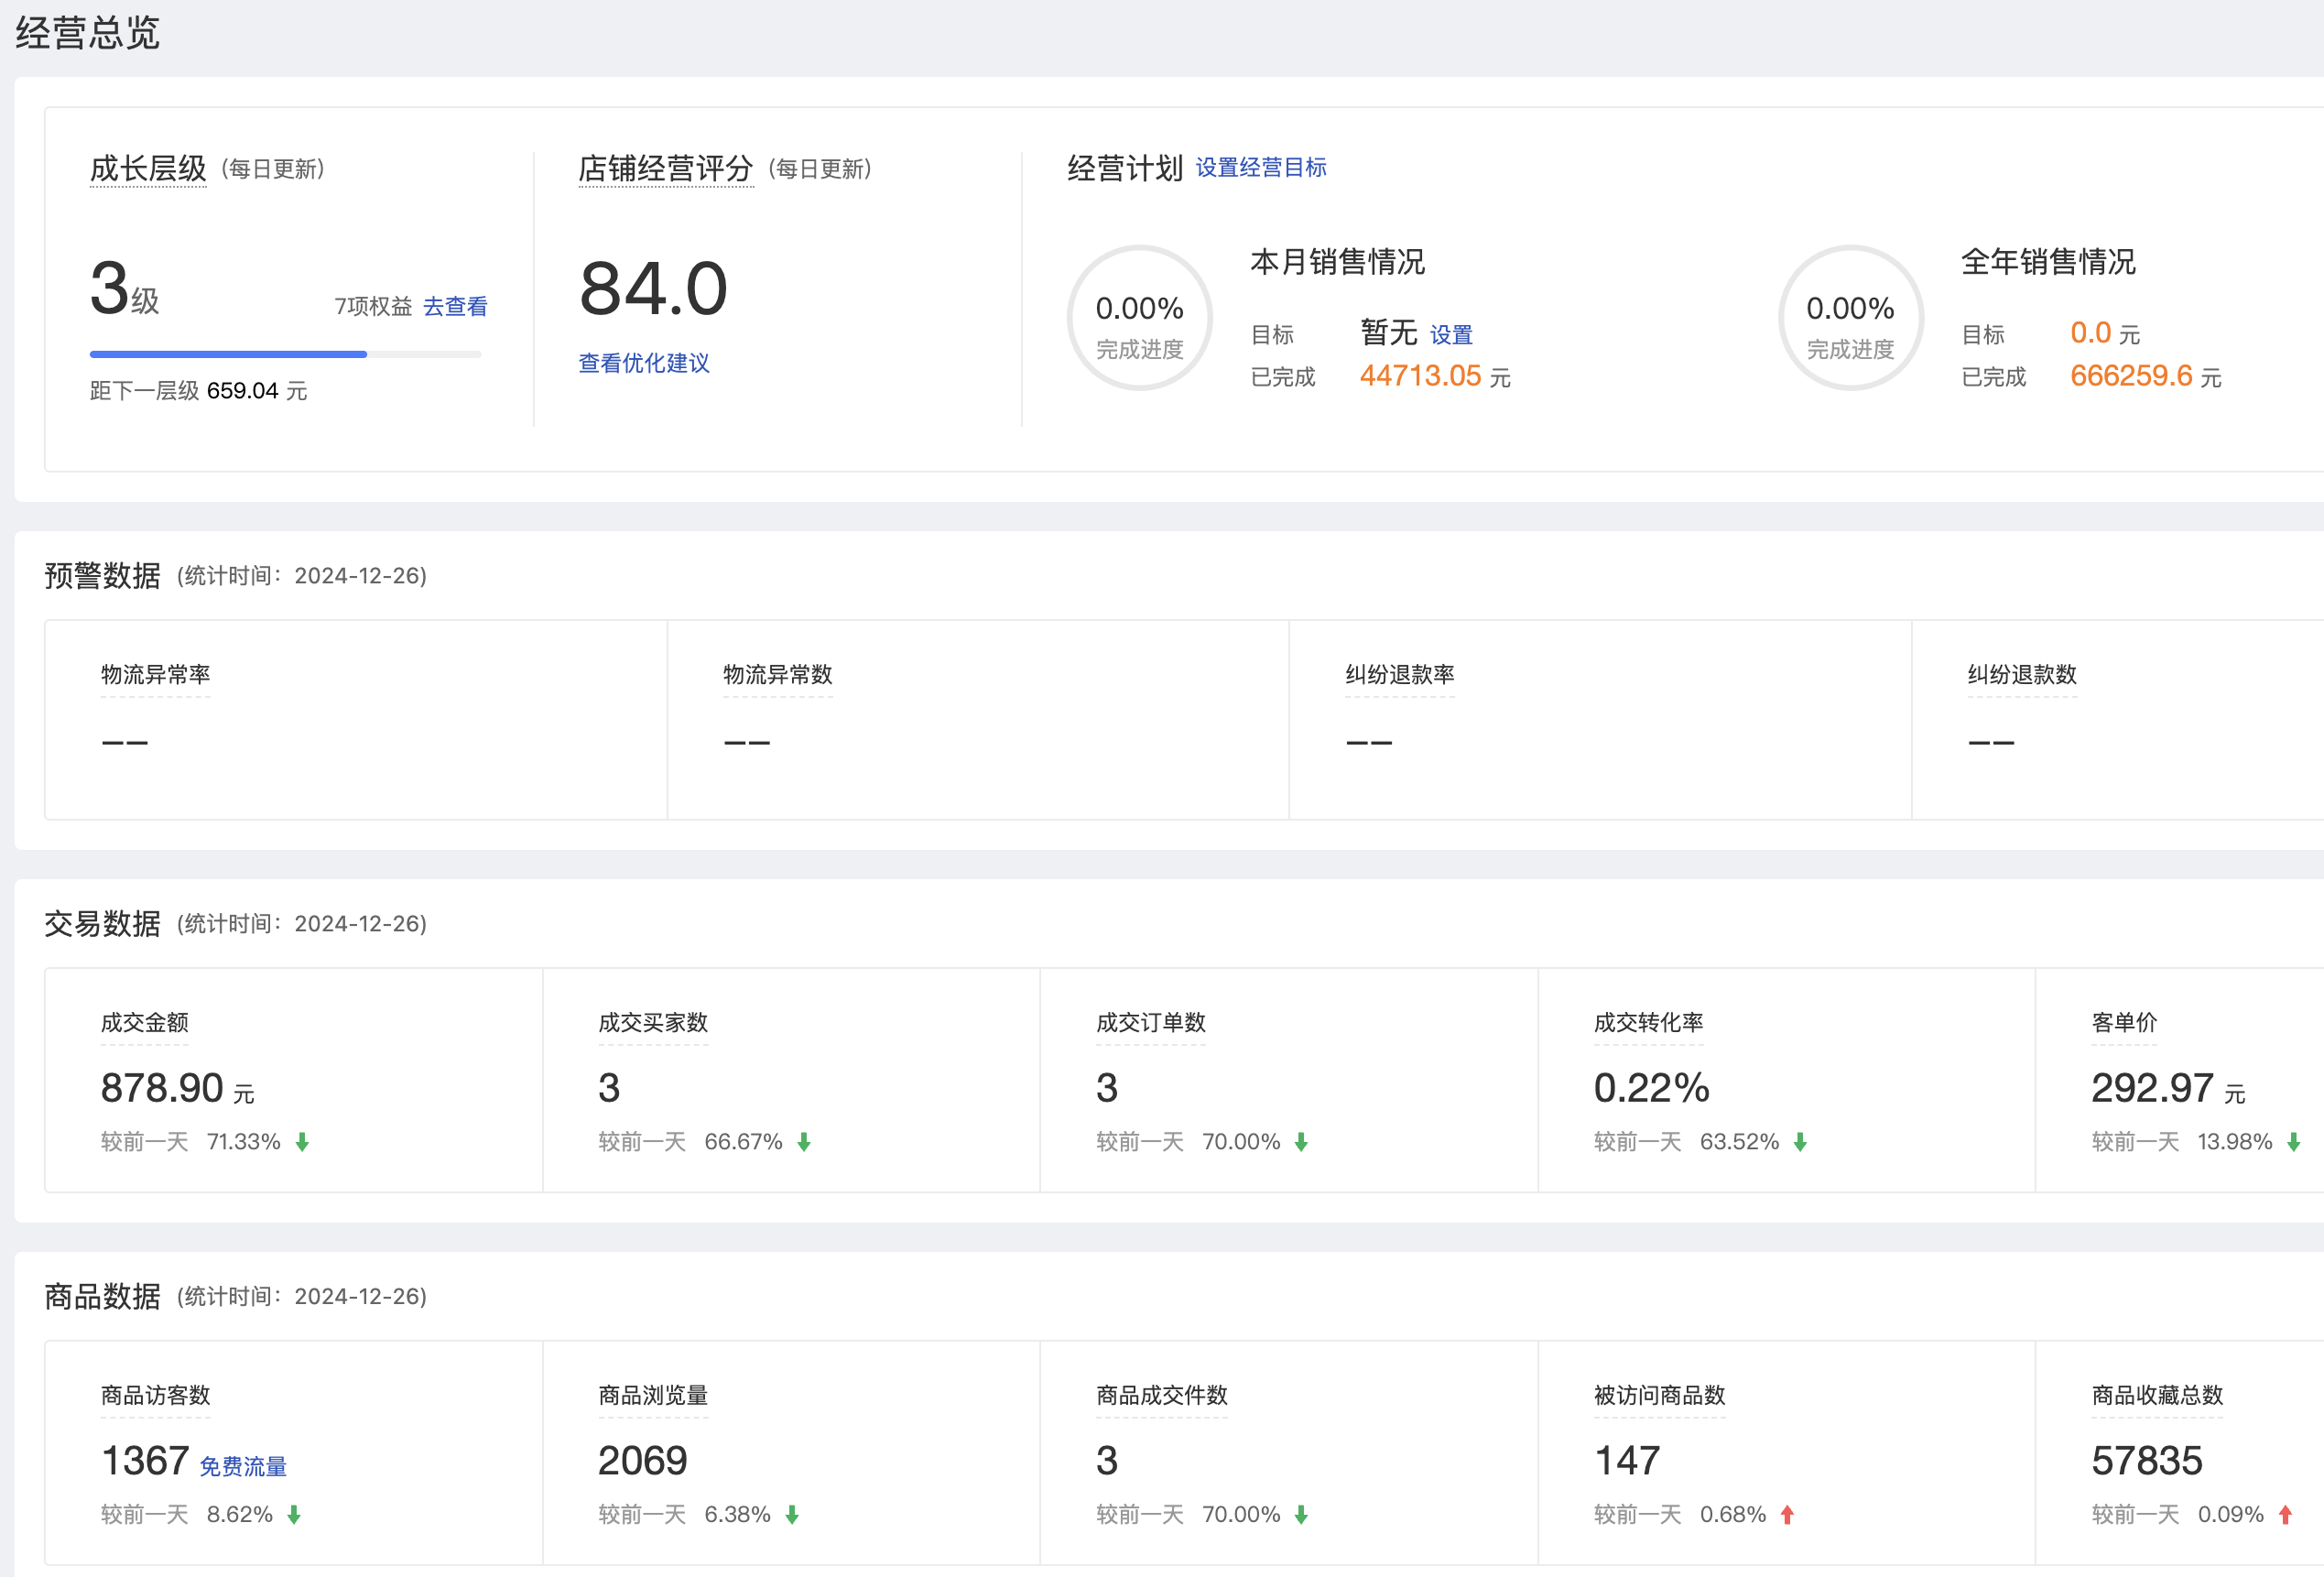 经营总览
成长层级 (每日更新)
3级
7项权益 去查看
距下一层级 659.04 元
店铺经营评分 (每日更新)
84.0
查看优化建议
经营计划 设置经营目标
0.00%
完成进度
本月销售情况
目标 暂无 设置
已完成 44713.05 元
0.00%
完成进度
全年销售情况
目标 0.0 元
已完成 666259.6 元
预警数据 (统计时间：2024-12-26)
物流异常率
——
物流异常数
——
纠纷退款率
——
纠纷退款数
——
交易数据 (统计时间：2024-12-26)
成交金额
878.90 元
较前一天 71.33%
成交买家数
3
较前一天 66.67%
成交订单数
3
较前一天 70.00%
成交转化率
0.22%
较前一天 63.52%
客单价
292.97 元
较前一天 13.98%
商品数据 (统计时间：2024-12-26)
商品访客数
1367 免费流量
较前一天 8.62%
商品浏览量
2069
较前一天 6.38%
商品成交件数
3
较前一天 70.00%
被访问商品数
147
较前一天 0.68%
商品收藏总数
57835
较前一天 0.09%